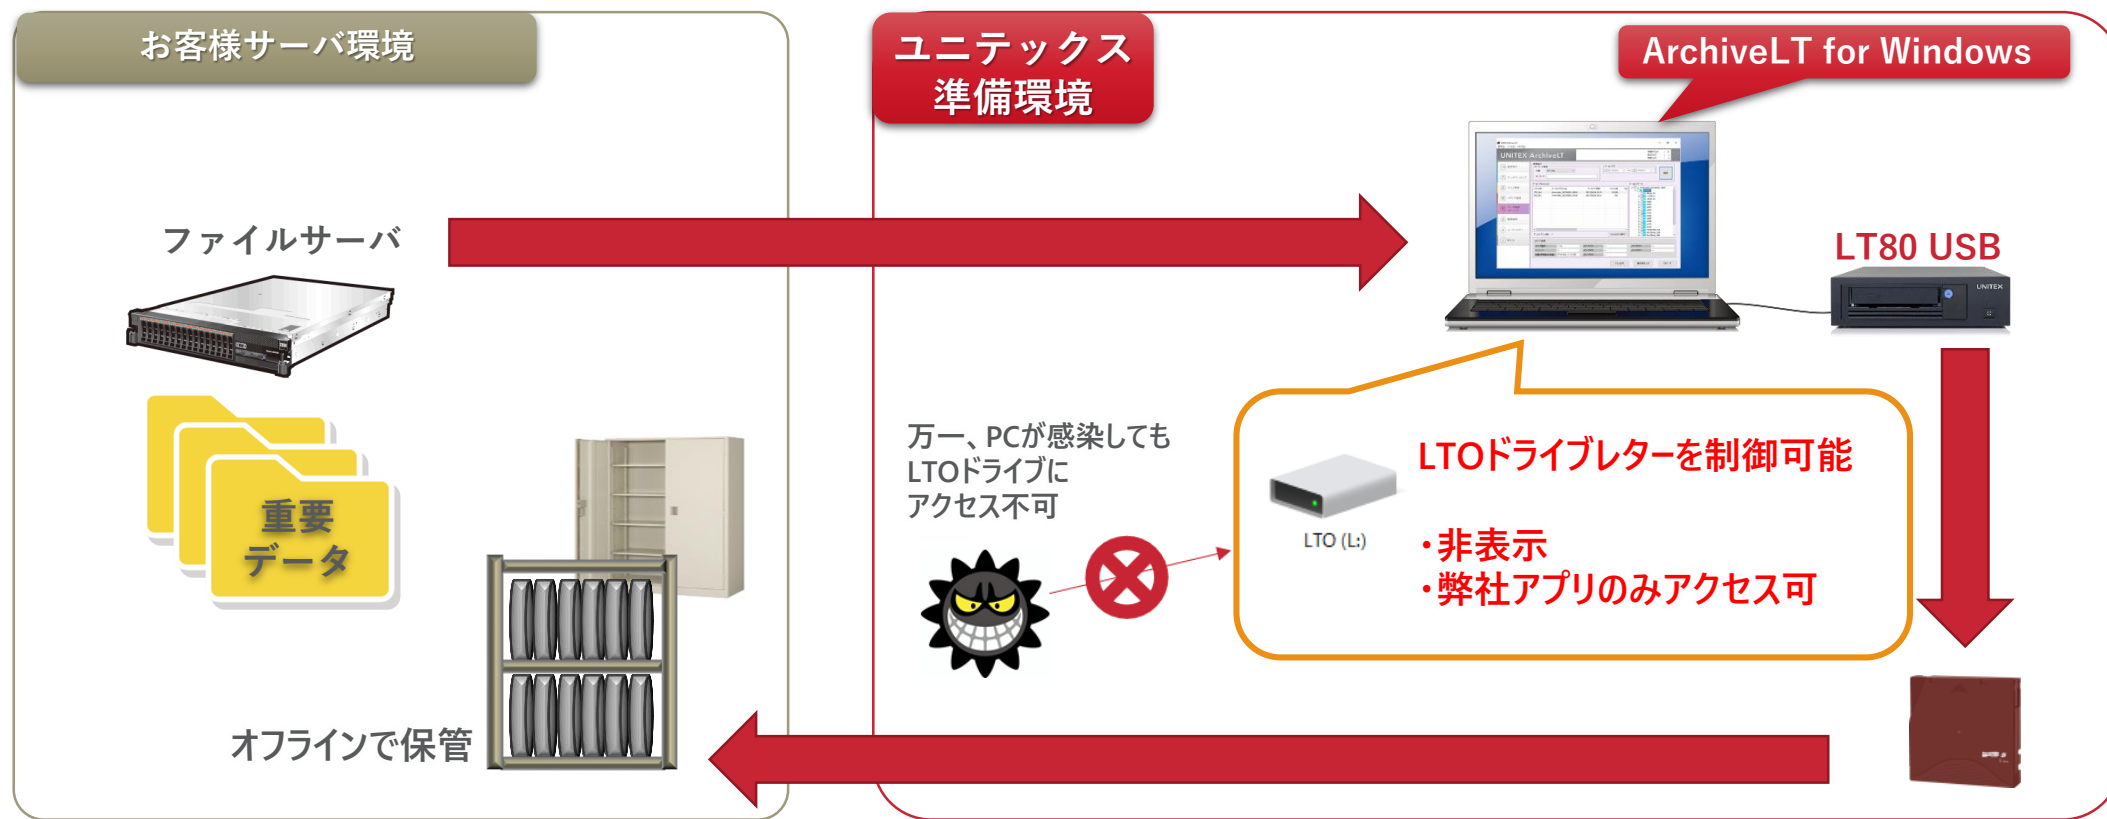 お客様サーバ環境
ユニテックス
準備環境
ArchiveLT for Windows
UNITEX ArchiveLT
ファイルサーバ
LT80 USB
UNITEX
重要
データ
万一、PCが感染しても
LTOドライブに
アクセス不可
LTOドライブレターを制御可能
LTO (L:)
・非表示
・弊社アプリのみアクセス可
オフラインで保管